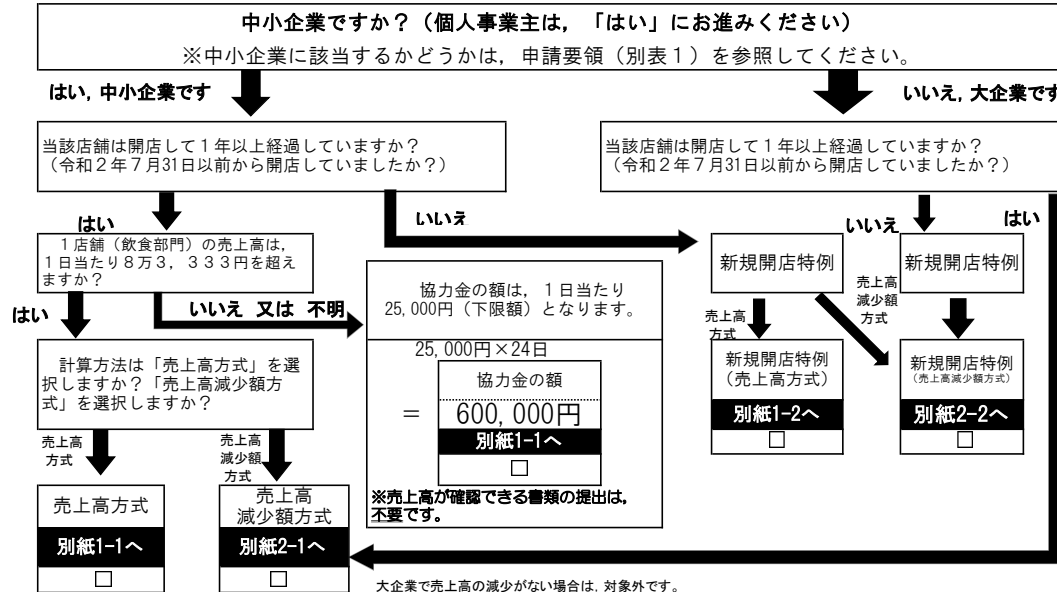 中小企業ですか？（個人事業主は，「はい」にお進みください）
※中小企業に該当するかどうかは，申請要領（別表１）を参照してください。
はい，中小企業です
いいえ，大企業です
当該店舗は開店して１年以上経過していますか？
（令和２年７月31日以前から開店していましたか？）
当該店舗は開店して１年以上経過していますか？
（令和２年７月31日以前から開店していましたか？）
はい
いいえ
いいえ
はい
１店舗（飲食部門）の売上高は，
１日当たり８万３，３３３円を超え
ますか？
新規開店特例
新規開店特例
はい
いいえ 又は 不明
協力金の額は，１日当たり
25,000円（下限額）となります。
売上高
方式
売上高
減少額
方式
計算方法は「売上高方式」を選
択しますか？「売上高減少額方
式」を選択しますか？
25,000円×24日
協力金の額
＝ 600,000円
別紙1-1へ
□
※売上高が確認できる書類の提出は，
不要です。
新規開店特例
（売上高方式）
別紙1-2へ
□
新規開店特例
（売上高減少額方式）
別紙2-2へ
□
売上高
方式
売上高
減少額
方式
売上高方式
別紙1-1へ
□
売上高
減少額方式
別紙2-1へ
□
大企業で売上高の減少がない場合は，対象外です。